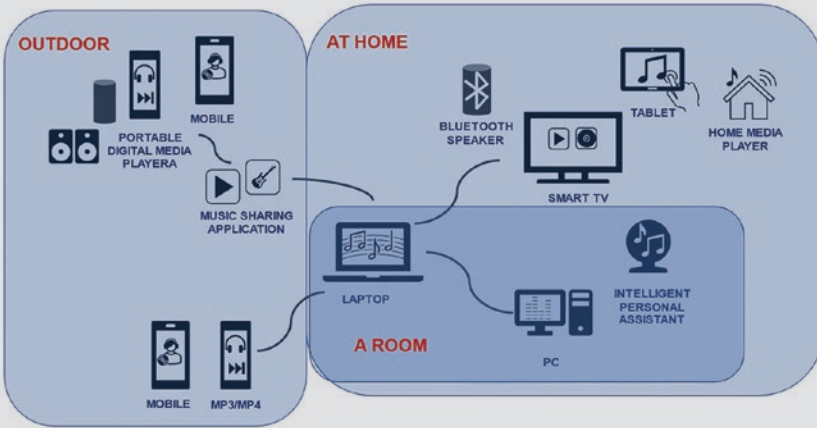 OUTDOOR
MOBILE
PORTABLE
DIGITAL MEDIA
PLAYERA
MUSIC SHARING
APPLICATION
MOBILE
MP3/MP4
AT HOME
BLUETOOTH
SPEAKER
TABLET
HOME MEDIA
PLAYER
SMART TV
LAPTOP
INTELLIGENT
PERSONAL
ASSISTANT
A ROOM
PC